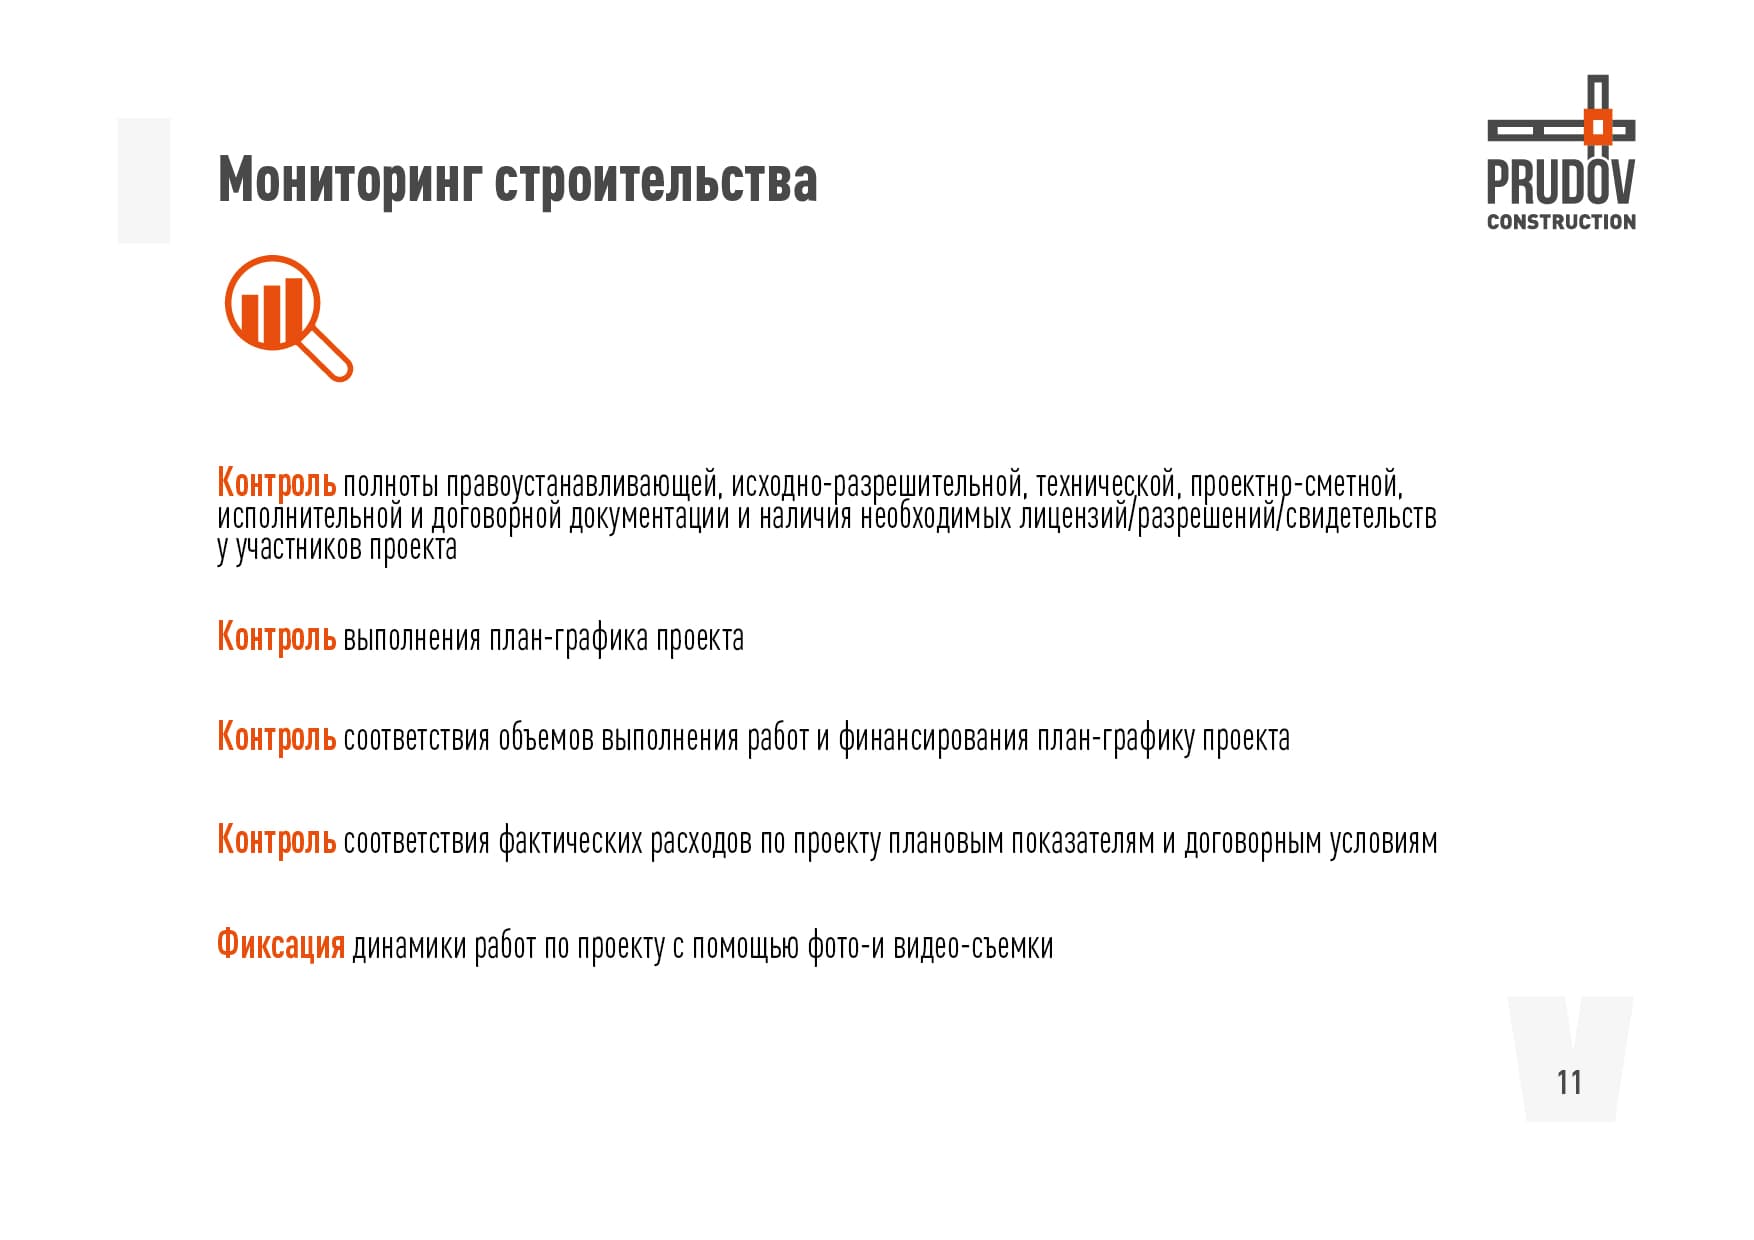 PRUDOV
CONSTRUCTION
Мониторинг строительства
Контроль полноты правоустанавливающей, исходно-разрешительной, технической, проектно-сметной,
исполнительной и договорной документации и наличия необходимых лицензий/разрешений/свидетельств
у участников проекта
Контроль выполнения план-графика проекта
Контроль соответствия объемов выполнения работ и финансирования план-графику проекта
Контроль соответствия фактических расходов по проекту плановым показателям и договорным условиям
Фиксация динамики работ по проекту с помощью фото-и видео-съемки
11